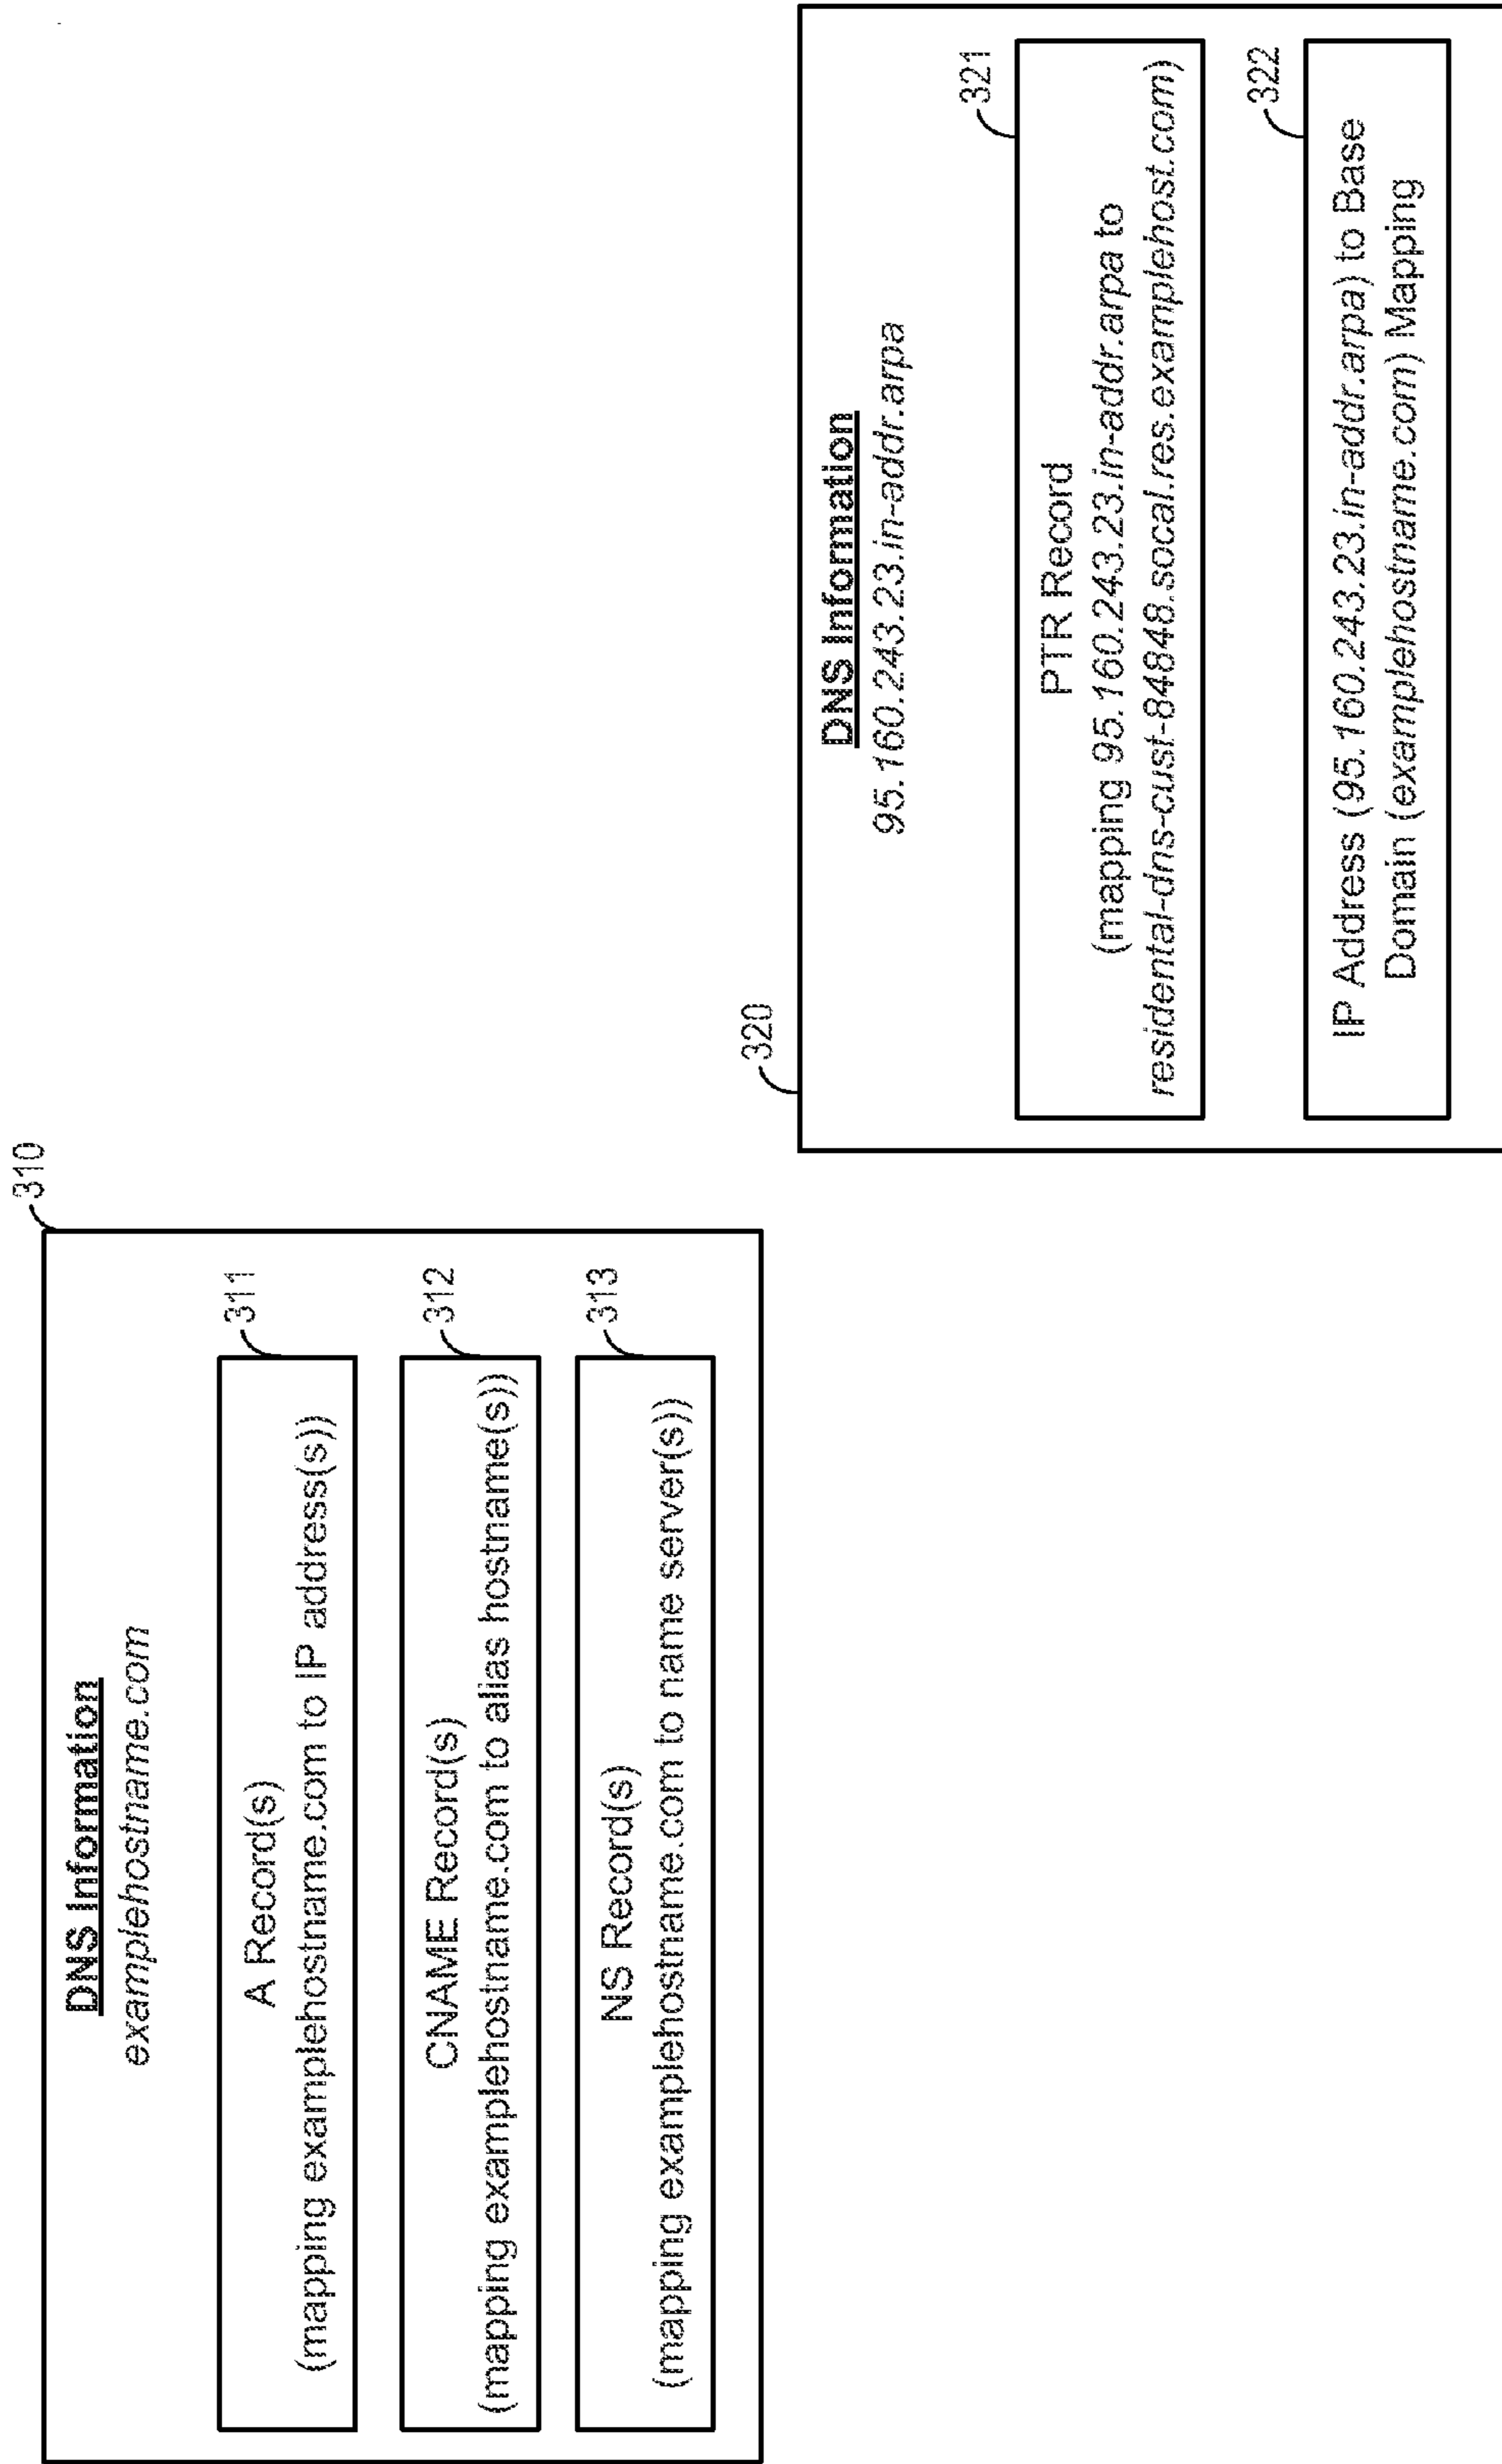 310
DNS Information
examplehostname.com
311
A Record(s)
(mapping examplehostname.com to IP address(s))
312
CNAME Record(s)
(mapping examplehostname.com to alias hostname(s))
313
NS Record(s)
(mapping examplehostname.com to name server(s))
320
DNS Information
95.160.243.23.in-addr.arpa
321
PTR Record
(mapping 95.160.243.23.in-addr.arpa to
residental-dns-cust-84848.socal.res.examplehost.com)
322
IP Address (95.160.243.23.in-addr.arpa) to Base
Domain (examplehostname.com) Mapping